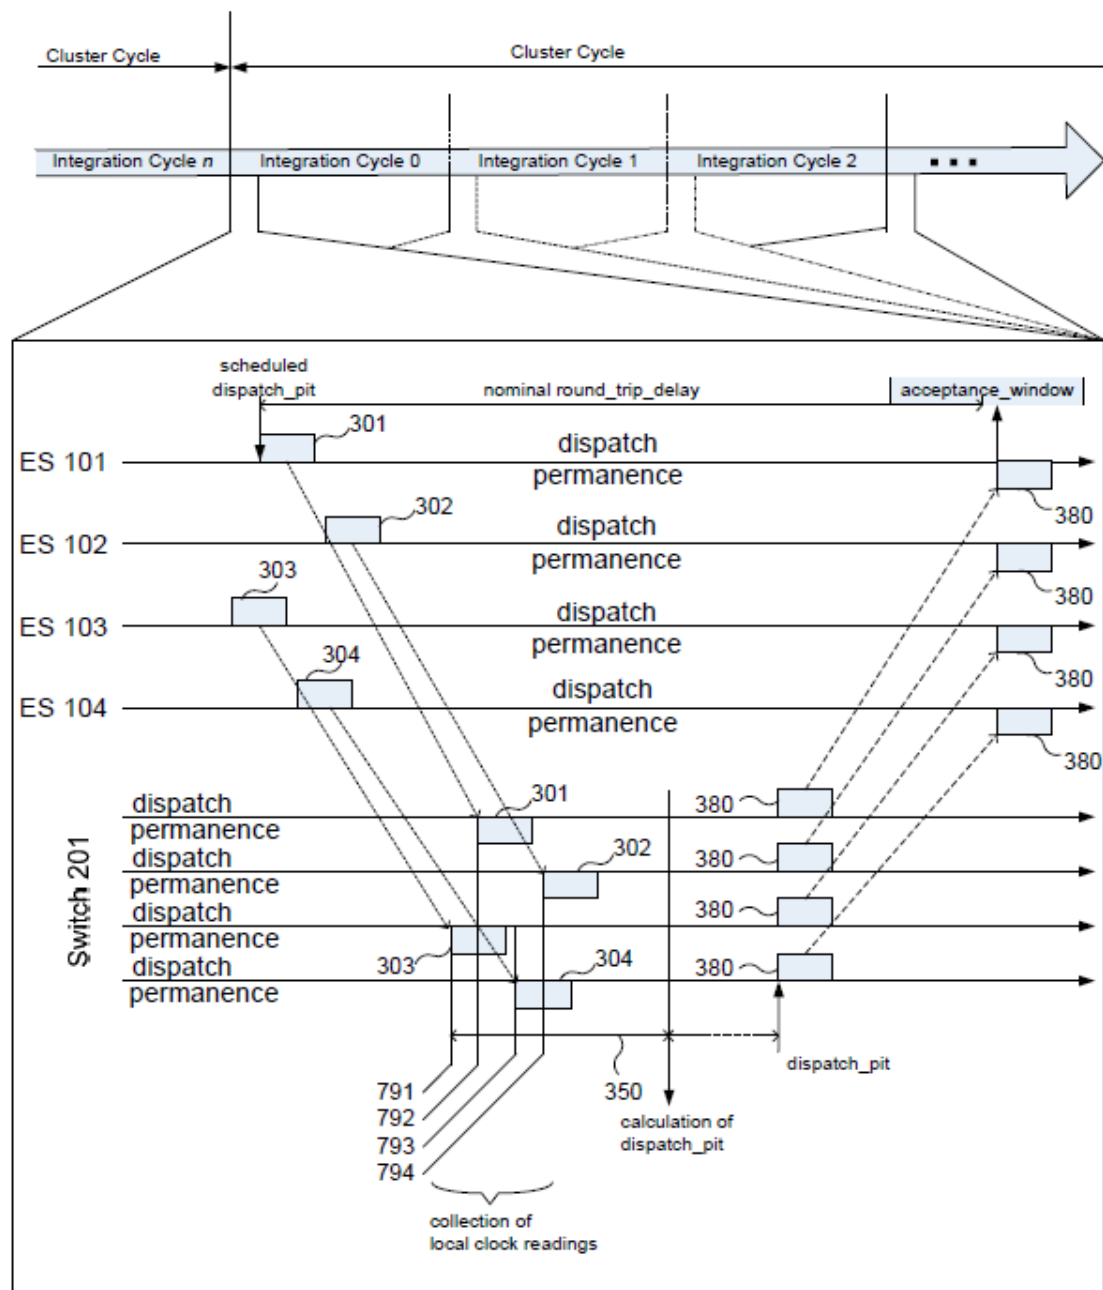 Cluster Cycle
Cluster Cycle
Integration Cycle n
Integration Cycle 0
Integration Cycle 1
Integration Cycle 2
scheduled
dispatch_pit
nominal round_trip_delay
acceptance_window
301
ES 101
dispatch
permanence
380
302
ES 102
dispatch
permanence
380
303
ES 103
dispatch
permanence
380
304
ES 104
dispatch
permanence
380
Switch 201
dispatch
permanence
301
380
dispatch
permanence
302
380
dispatch
permanence
303
380
dispatch
permanence
304
380
350
dispatch_pit
791
792
793
794
calculation of
dispatch_pit
collection of
local clock readings